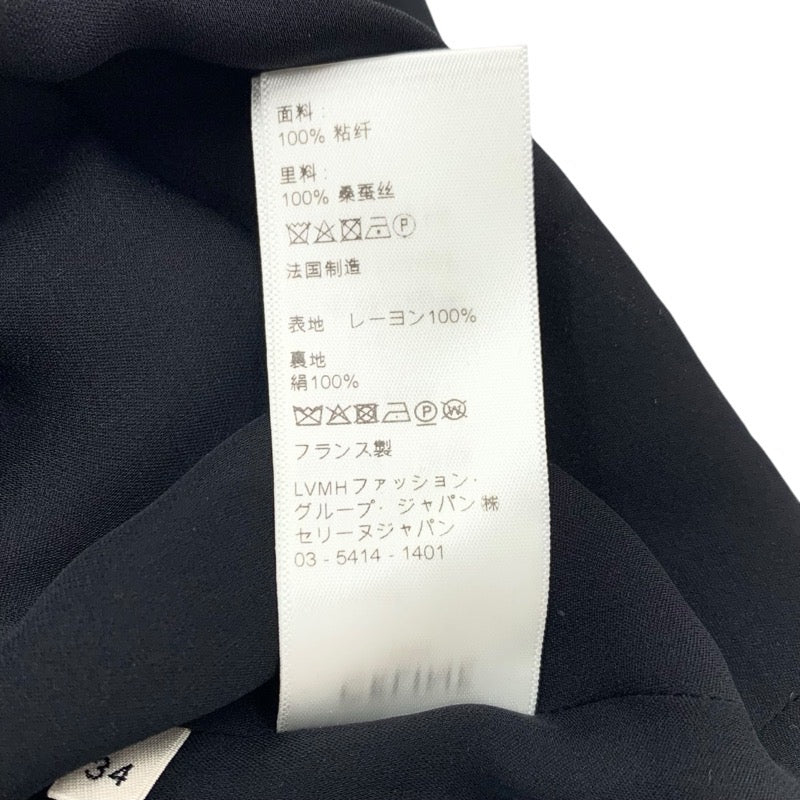 面料：
100% 粘纤
里料：
100% 桑蚕丝
P
法国制造
表地　レーヨン100%
裏地
絹100%
P W
フランス製
LVMHファッション・
グループ・ジャパン㈱
セリーヌジャパン
03 - 5414 - 1401
34